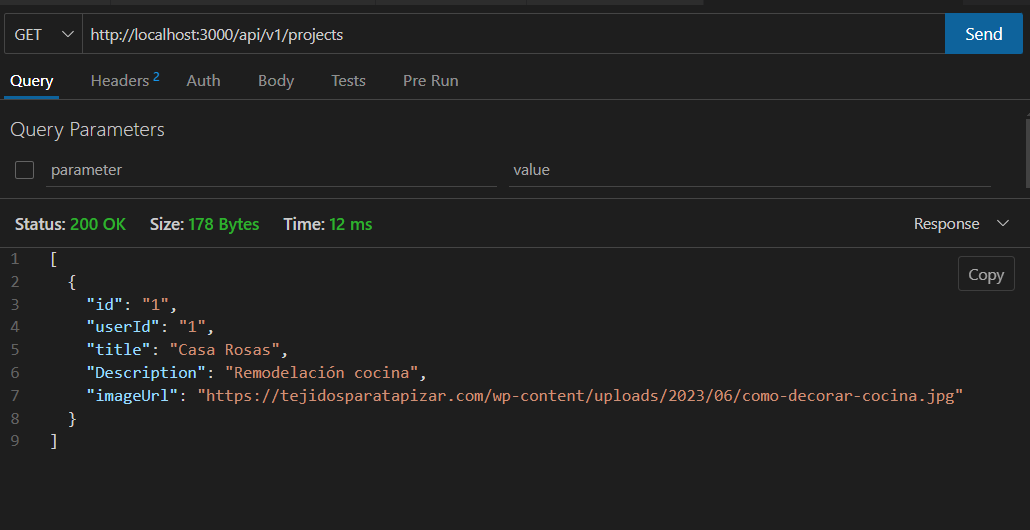 GET http://localhost:3000/api/v1/projects Send
Query Headers 2 Auth Body Tests Pre Run
Query Parameters
parameter value
Status: 200 OK Size: 178 Bytes Time: 12 ms Response
Copy
1 [
2 {
3 "id": "1",
4 "userId": "1",
5 "title": "Casa Rosas",
6 "Description": "Remodelación cocina",
7 "imageUrl": "https://tejidosparatapizar.com/wp-content/uploads/2023/06/como-decorar-cocina.jpg"
8 }
9 ]